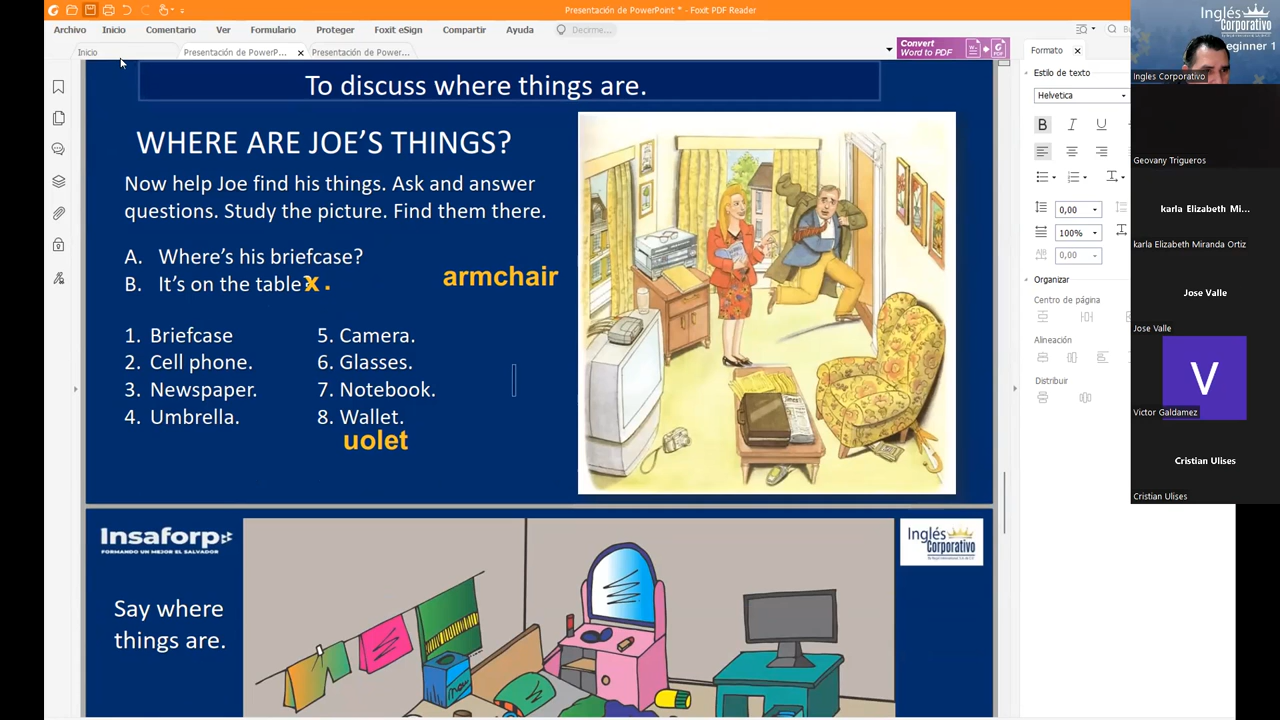 Presentación de PowerPoint * - Foxit PDF Reader
Archivo Inicio Comentario Ver Formulario Proteger Foxit eSign Compartir Ayuda Decirme...
Inicio
Presentación de PowerP...
Presentación de Power...
Convert
Word to PDF
To discuss where things are.
WHERE ARE JOE'S THINGS?
Now help Joe find his things. Ask and answer
questions. Study the picture. Find them there.
A. Where's his briefcase?
B. It's on the table x .
armchair
1. Briefcase
2. Cell phone.
3. Newspaper.
4. Umbrella.
5. Camera.
6. Glasses.
7. Notebook.
8. Wallet.
uolet
Insaforp
FORMANDO UN MEJOR EL SALVADOR
Inglés
Corporativo
Say where
things are.
Formato
Estilo de texto
Helvetica
B I U
0,00
100%
0,00
Organizar
Centro de página
Alineación
Distribuir
Inglés
Corporativo
eginner 1
Ingles Corporativo
Geovany Trigueros
karla Elizabeth Mi...
karla Elizabeth Miranda Ortiz
Jose Valle
Jose Valle
V
Victor Galdamez
Cristian Ulises
Cristian Ulises